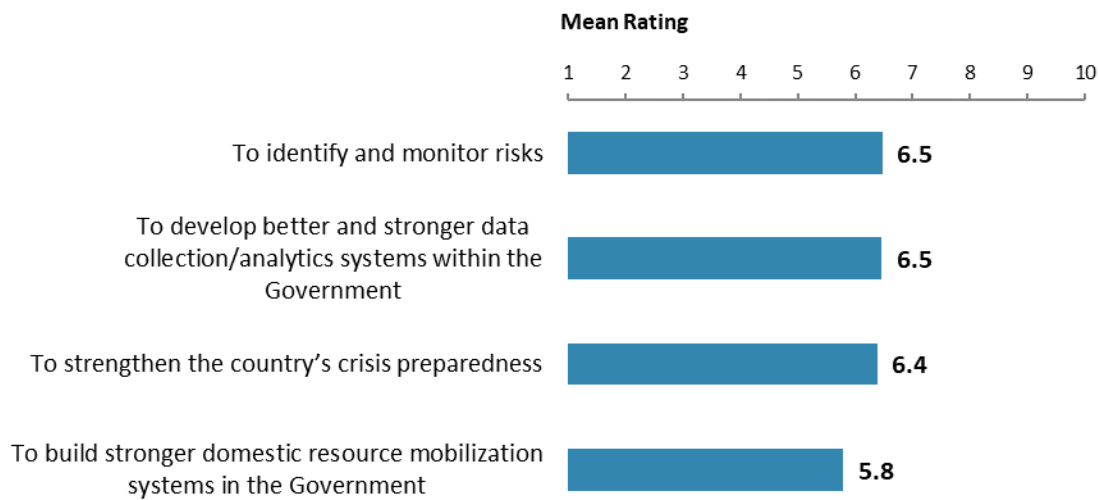 Mean Rating
1 2 3 4 5 6 7 8 9 10
To identify and monitor risks 6.5
To develop better and stronger data
collection/analytics systems within the 6.5
Government
To strengthen the country’s crisis preparedness 6.4
To build stronger domestic resource mobilization
systems in the Government 5.8